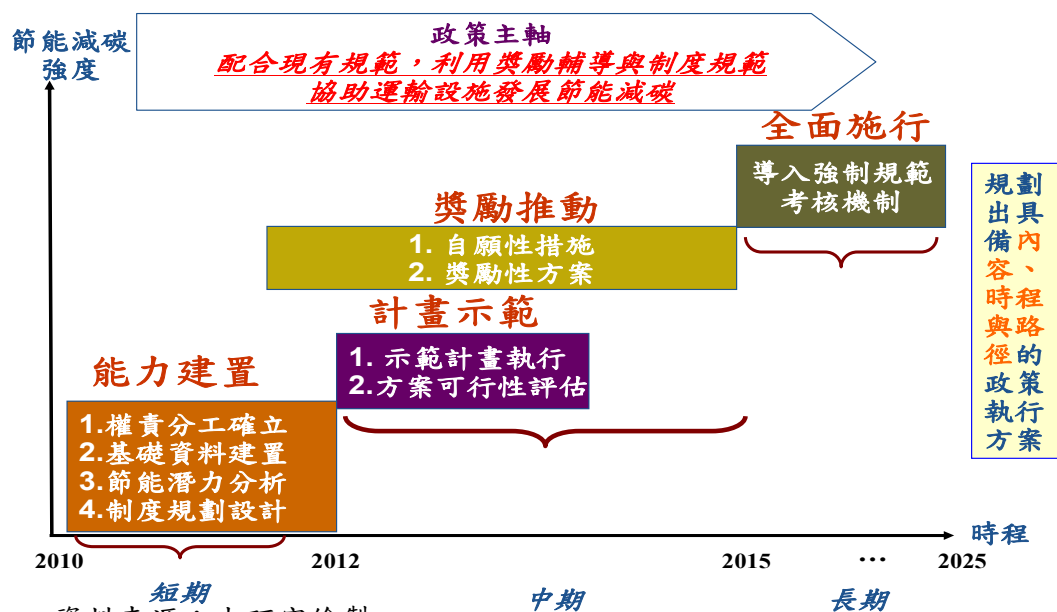 節能減碳
強度
政策主軸
配合現有規範，利用獎勵輔導與制度規範
協助運輸設施發展節能減碳
全面施行
導入強制規範
考核機制
獎勵推動
1. 自願性措施
2. 獎勵性方案
計畫示範
1. 示範計畫執行
2.方案可行性評估
能力建置
1.權責分工確立
2.基礎資料建置
3.節能潛力分析
4.制度規劃設計
規劃
出具
備內
容、
時程
與路
徑的
政策
執行
方案
時程
2010
2012
2015
…
2025
短期
中期
長期